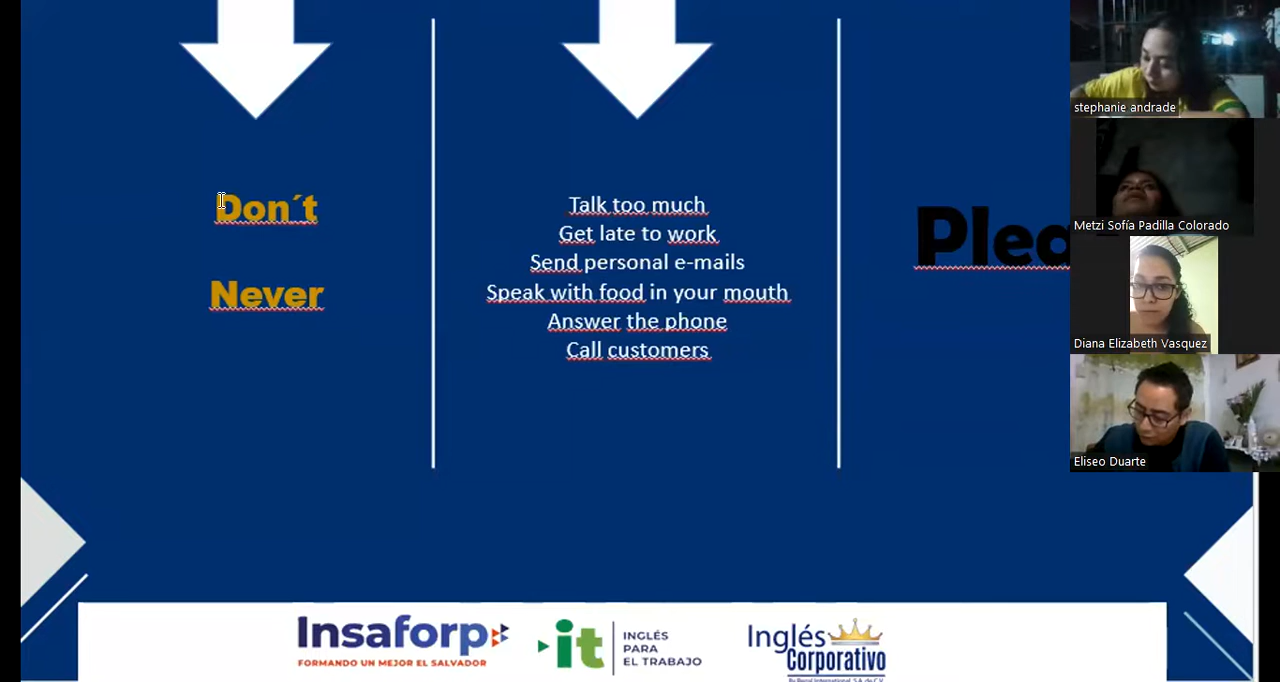 Don´t
Never
Talk too much
Get late to work
Send personal e-mails
Speak with food in your mouth
Answer the phone
Call customers
stephanie andrade
Metzi Sofía Padilla Colorado
Diana Elizabeth Vasquez
Eliseo Duarte
Insaforp
FORMANDO UN MEJOR EL SALVADOR
it
INGLÉS
PARA
EL TRABAJO
Inglés
Corporativo